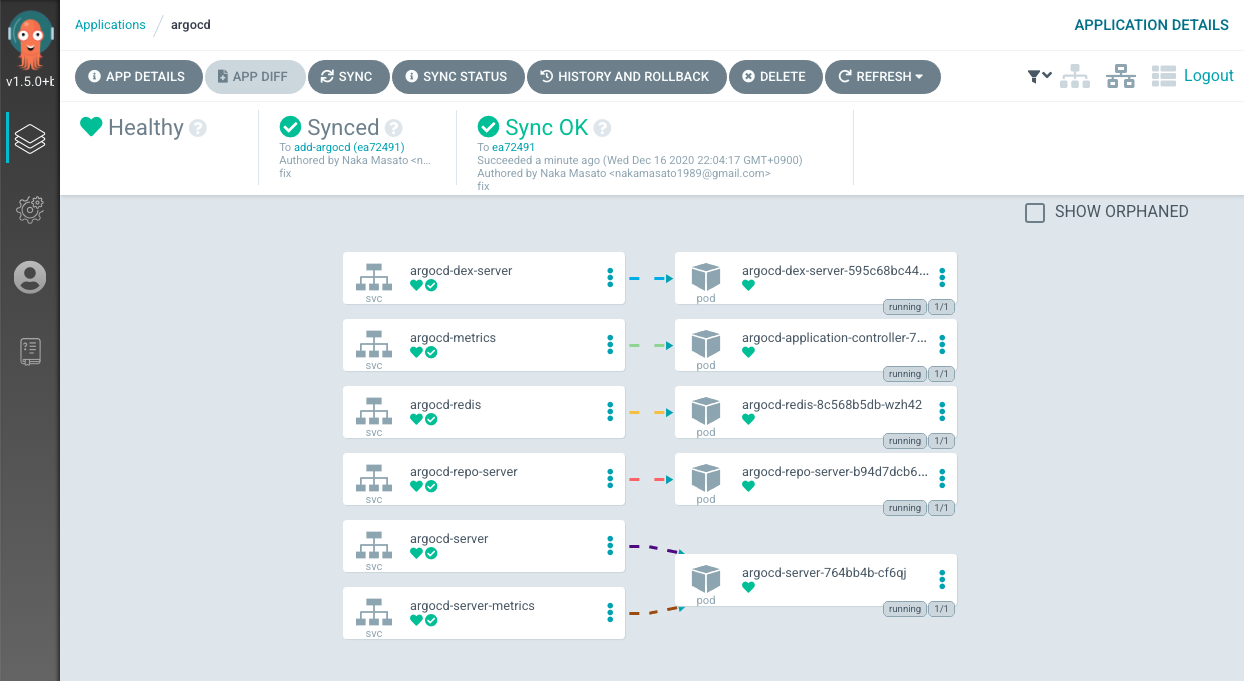 Applications / argocd
APPLICATION DETAILS
v1.5.0+b
APP DETAILS
APP DIFF
SYNC
SYNC STATUS
HISTORY AND ROLLBACK
DELETE
REFRESH
Logout
Healthy
Synced
To add-argocd (ea72491)
Authored by Naka Masato <n...
fix
Sync OK
To ea72491
Succeeded a minute ago (Wed Dec 16 2020 22:04:17 GMT+0900)
Authored by Naka Masato <nakamasato1989@gmail.com>
fix
SHOW ORPHANED
argocd-dex-server
svc
argocd-dex-server-595c68bc44...
pod
running 1/1
argocd-metrics
svc
argocd-application-controller-7...
pod
running 1/1
argocd-redis
svc
argocd-redis-8c568b5db-wzh42
pod
running 1/1
argocd-repo-server
svc
argocd-repo-server-b94d7dcb6...
pod
running 1/1
argocd-server
svc
argocd-server-764bb4b-cf6qj
pod
running 1/1
argocd-server-metrics
svc